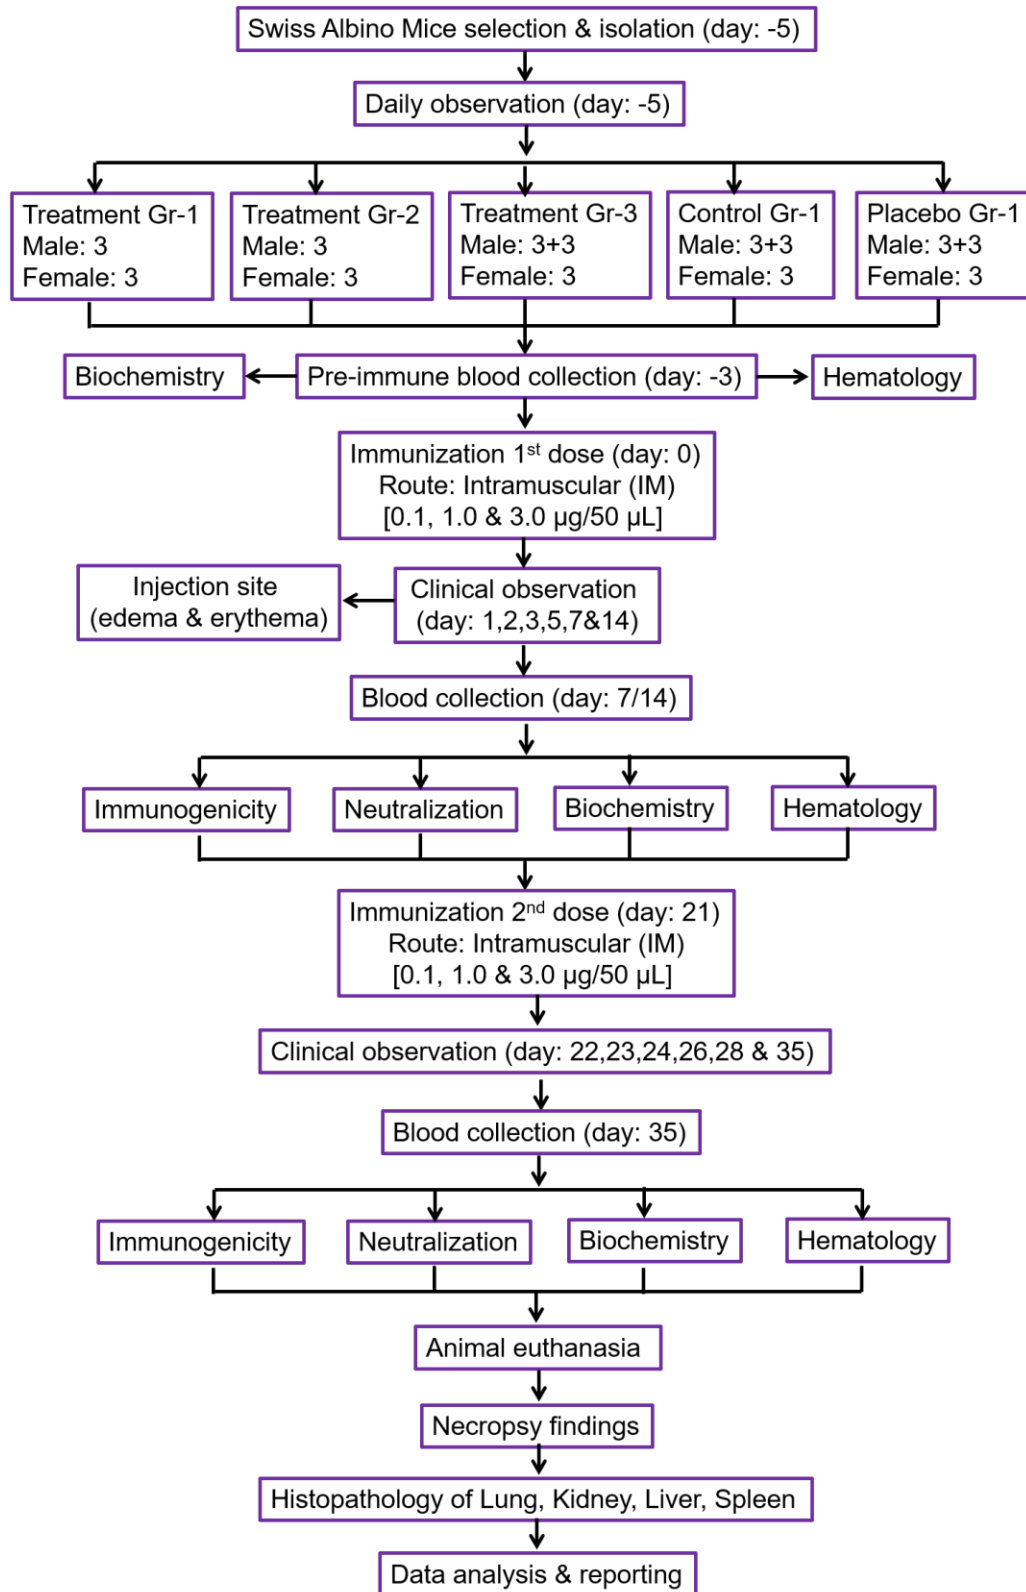 Swiss Albino Mice selection & isolation (day: -5)
Daily observation (day: -5)
Treatment Gr-1
Male: 3
Female: 3
Treatment Gr-2
Male: 3
Female: 3
Treatment Gr-3
Male: 3+3
Female: 3
Control Gr-1
Male: 3+3
Female: 3
Placebo Gr-1
Male: 3+3
Female: 3
Biochemistry
Pre-immune blood collection (day: -3)
Hematology
Immunization 1st dose (day: 0)
Route: Intramuscular (IM)
[0.1, 1.0 & 3.0 µg/50 µL]
Injection site
(edema & erythema)
Clinical observation
(day: 1,2,3,5,7&14)
Blood collection (day: 7/14)
Immunogenicity
Neutralization
Biochemistry
Hematology
Immunization 2nd dose (day: 21)
Route: Intramuscular (IM)
[0.1, 1.0 & 3.0 µg/50 µL]
Clinical observation (day: 22,23,24,26,28 & 35)
Blood collection (day: 35)
Immunogenicity
Neutralization
Biochemistry
Hematology
Animal euthanasia
Necropsy findings
Histopathology of Lung, Kidney, Liver, Spleen
Data analysis & reporting